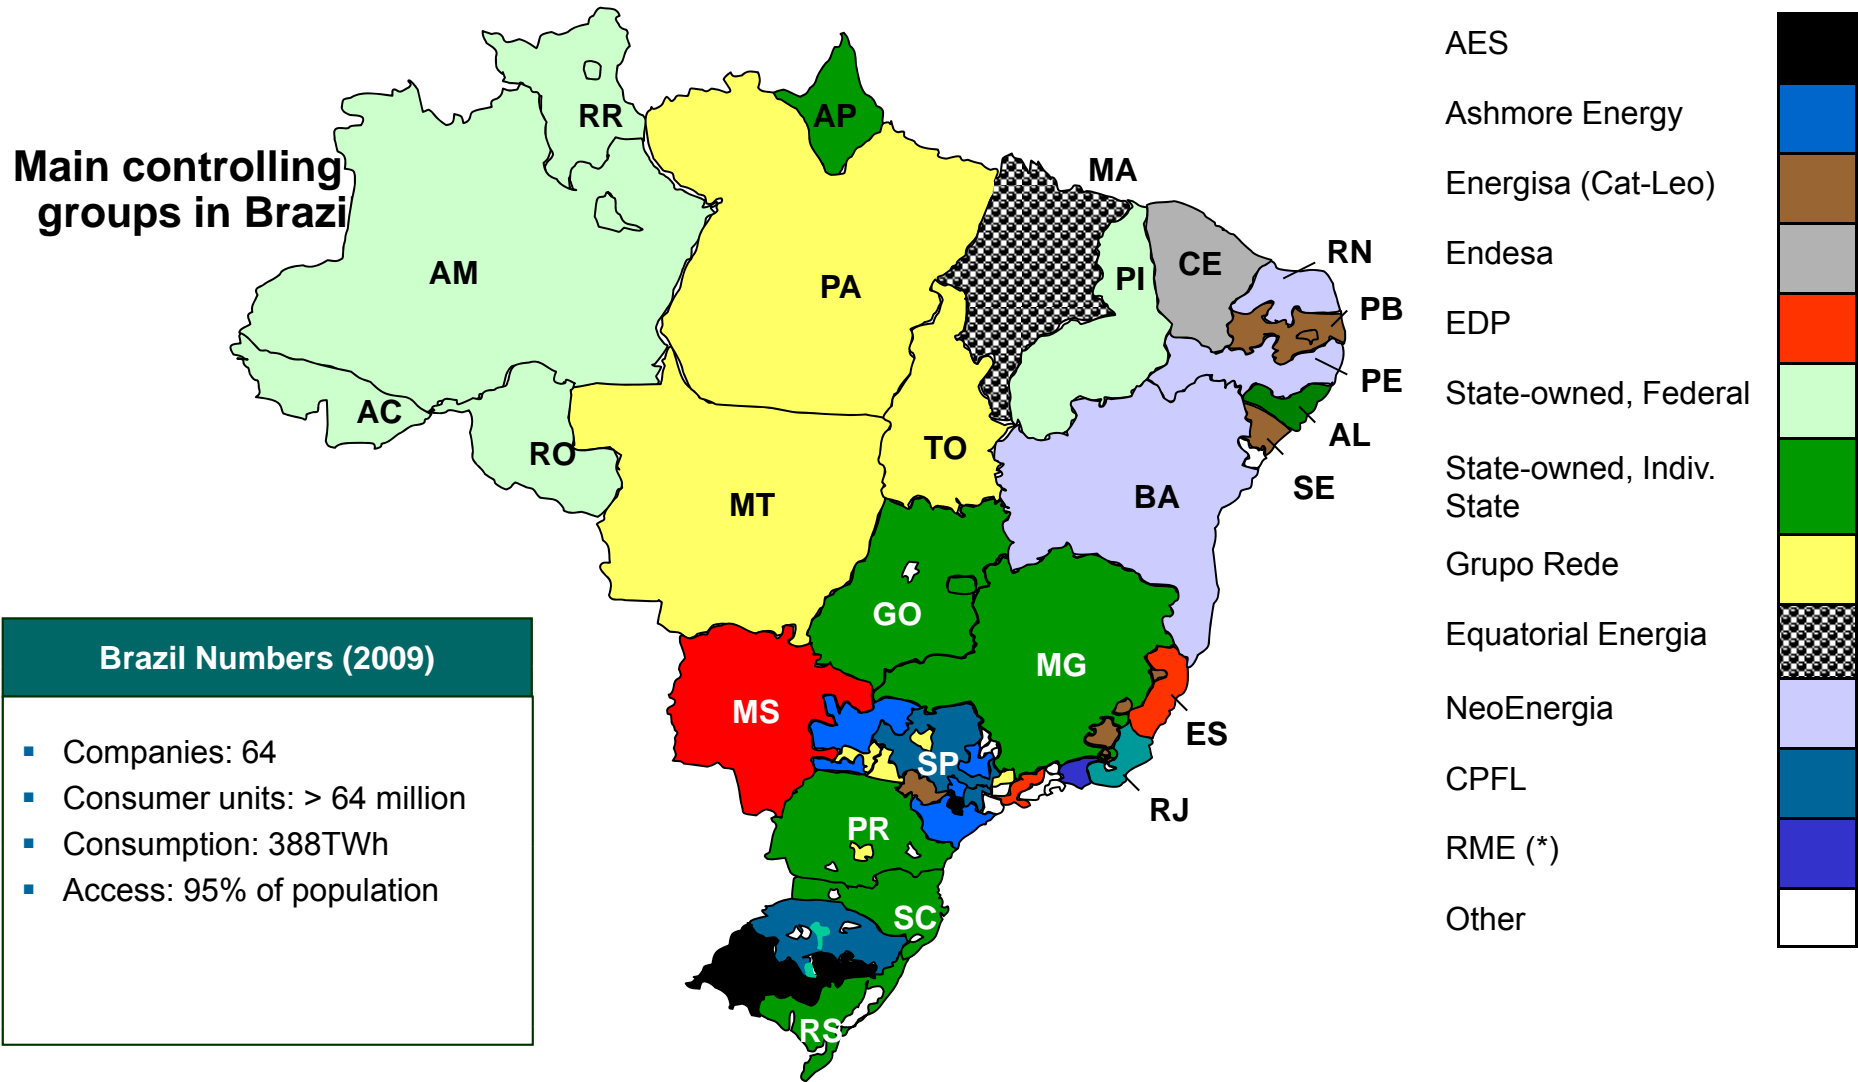 Main controlling
groups in Brazi
RR
AP
MA
AM
PA
PI
CE
RN
PB
PE
AC
RO
TO
AL
MT
BA
SE
GO
MG
MS
ES
SP
RJ
PR
SC
RS
Brazil Numbers (2009)
▪ Companies: 64
▪ Consumer units: > 64 million
▪ Consumption: 388TWh
▪ Access: 95% of population
AES
Ashmore Energy
Energisa (Cat-Leo)
Endesa
EDP
State-owned, Federal
State-owned, Indiv.
State
Grupo Rede
Equatorial Energia
NeoEnergia
CPFL
RME (*)
Other